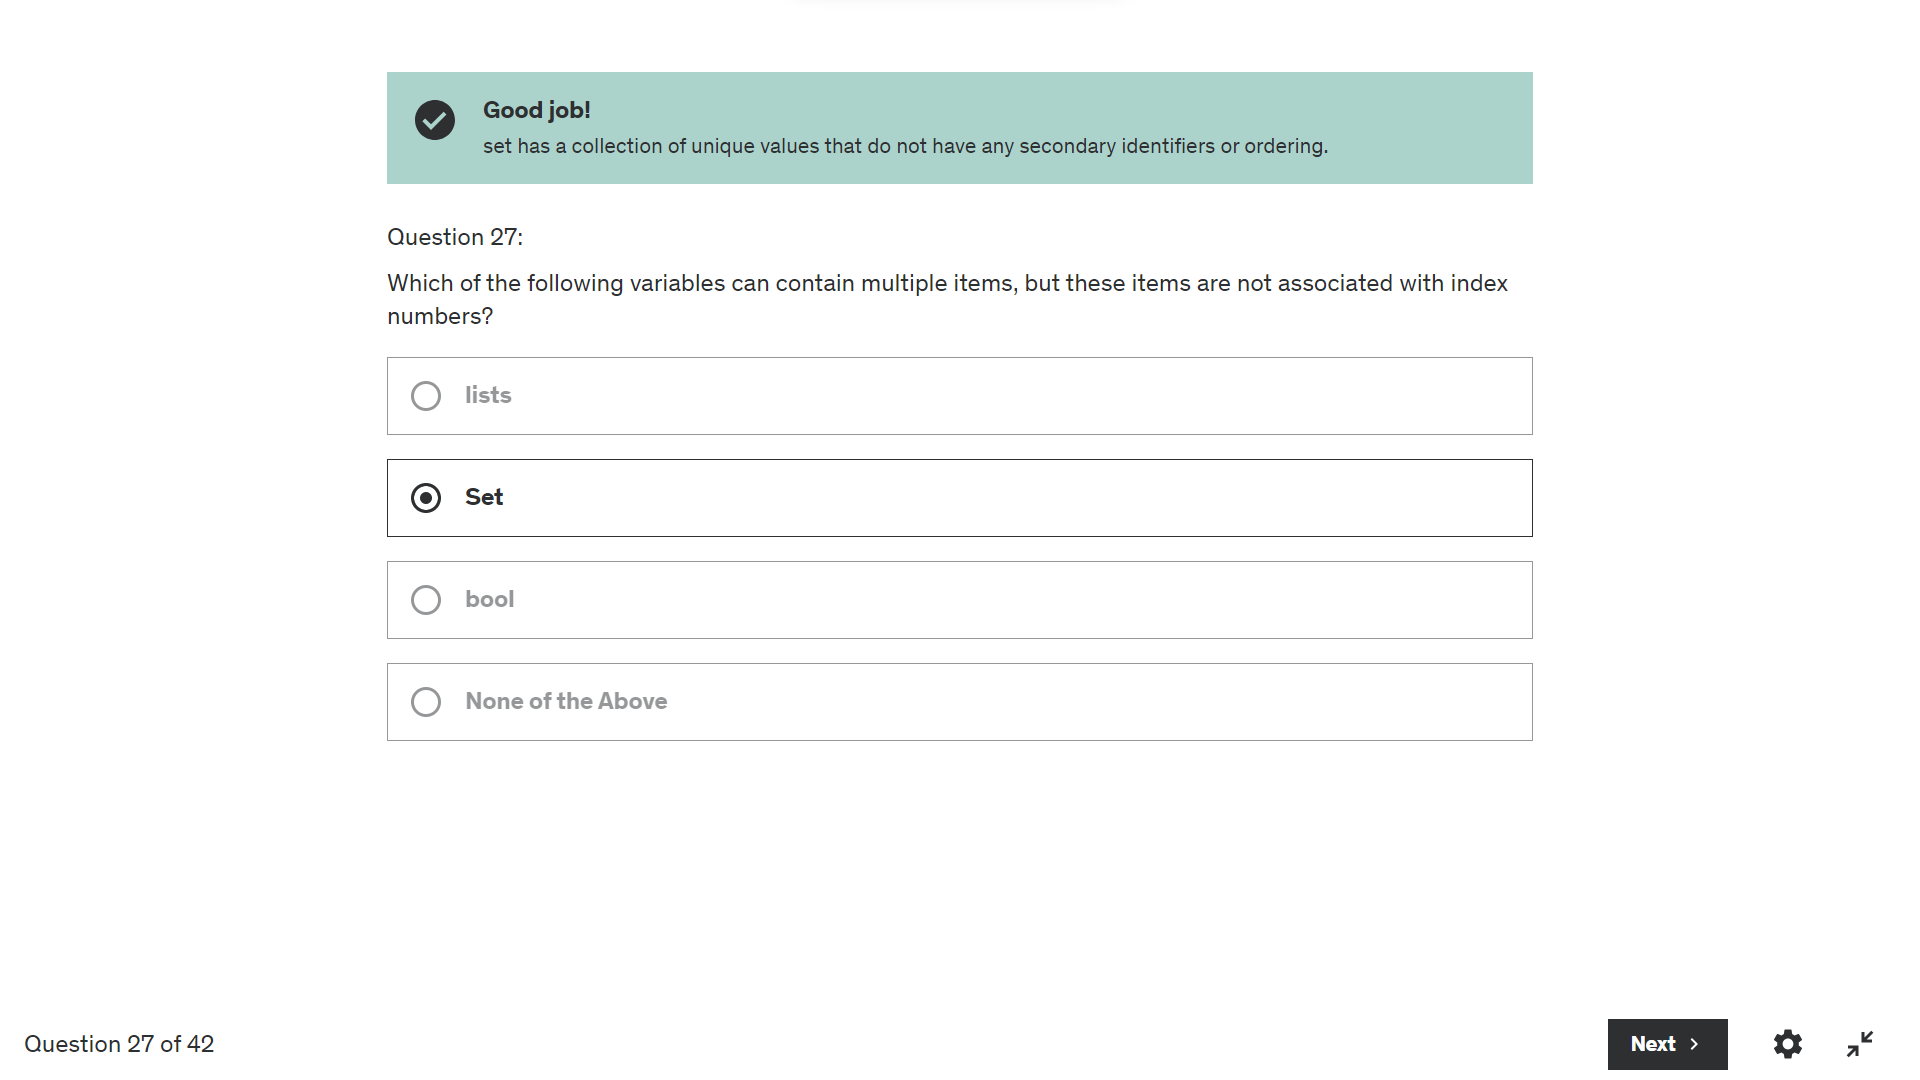 Good job!
set has a collection of unique values that do not have any secondary identifiers or ordering.
Question 27:
Which of the following variables can contain multiple items, but these items are not associated with index
numbers?
lists
Set
bool
None of the Above
Question 27 of 42
Next